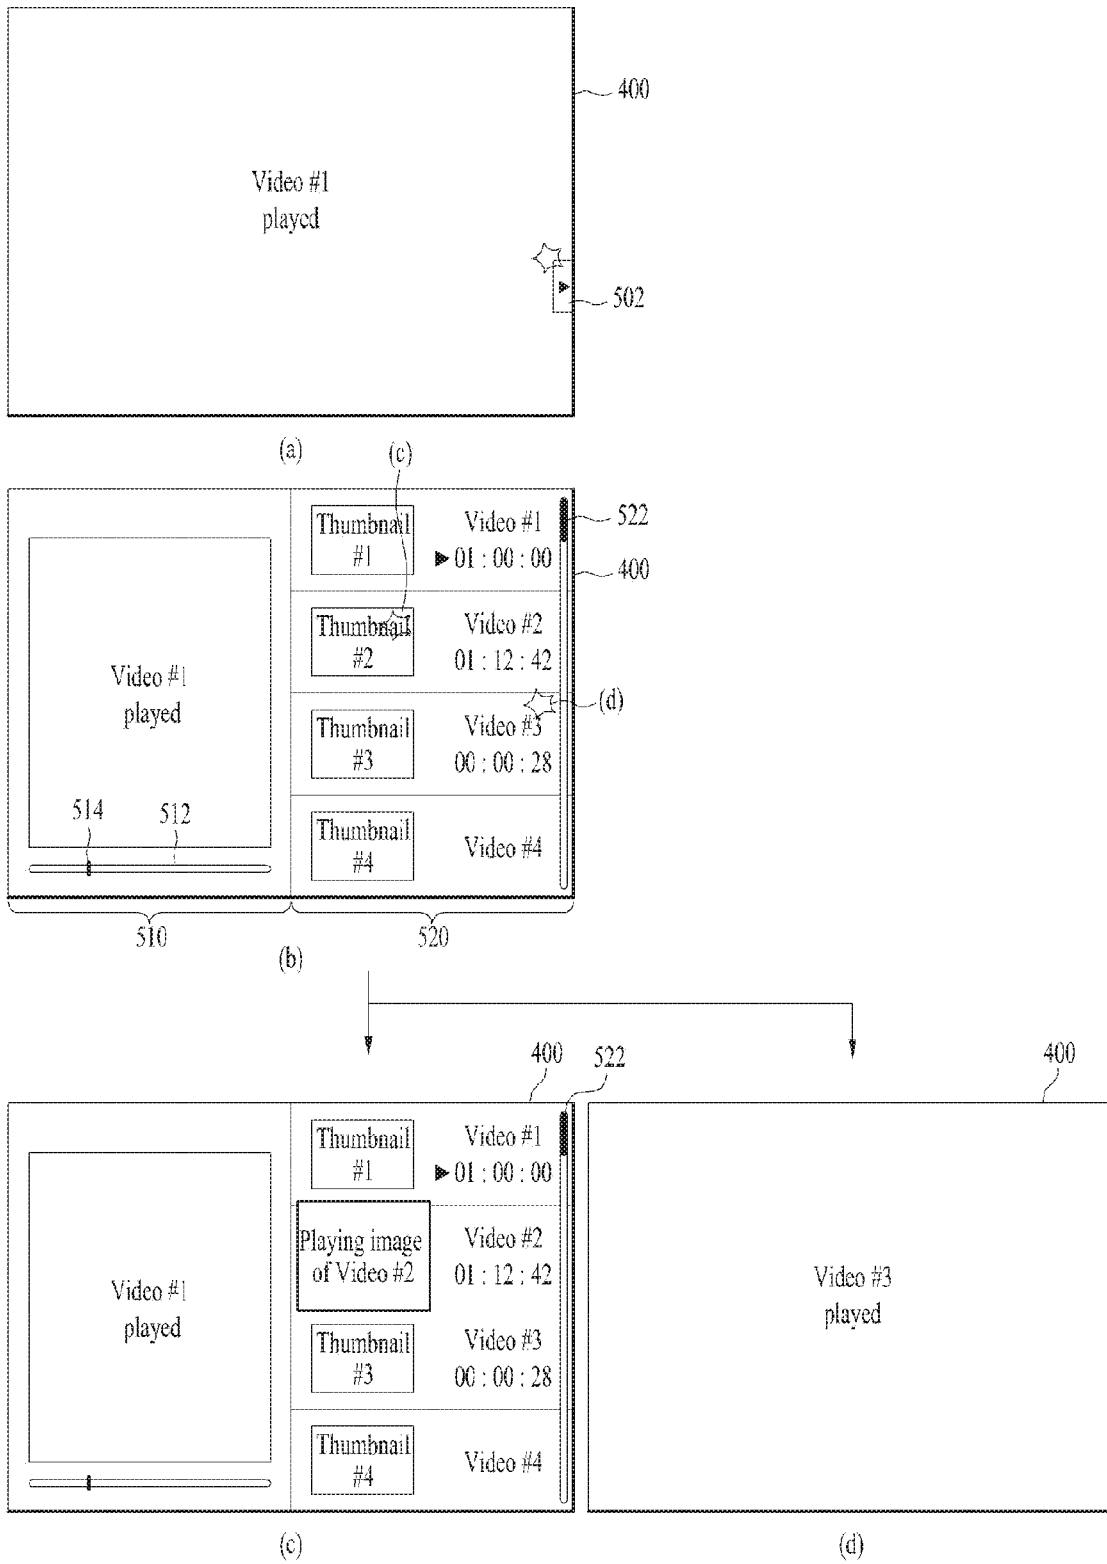 400
Video #1
played
502
(a)
(c)
Thumbnail
#1
Video #1
01 : 00 : 00
522
400
Thumbnail
#2
Video #2
01 : 12 : 42
Video #1
played
(d)
Thumbnail
#3
Video #3
00 : 00 : 28
514
512
Thumbnail
#4
Video #4
510
520
(b)
400
522
400
Thumbnail
#1
Video #1
01 : 00 : 00
Playing image
of Video #2
Video #2
01 : 12 : 42
Video #1
played
Thumbnail
#3
Video #3
00 : 00 : 28
Thumbnail
#4
Video #4
Video #3
played
(c)
(d)